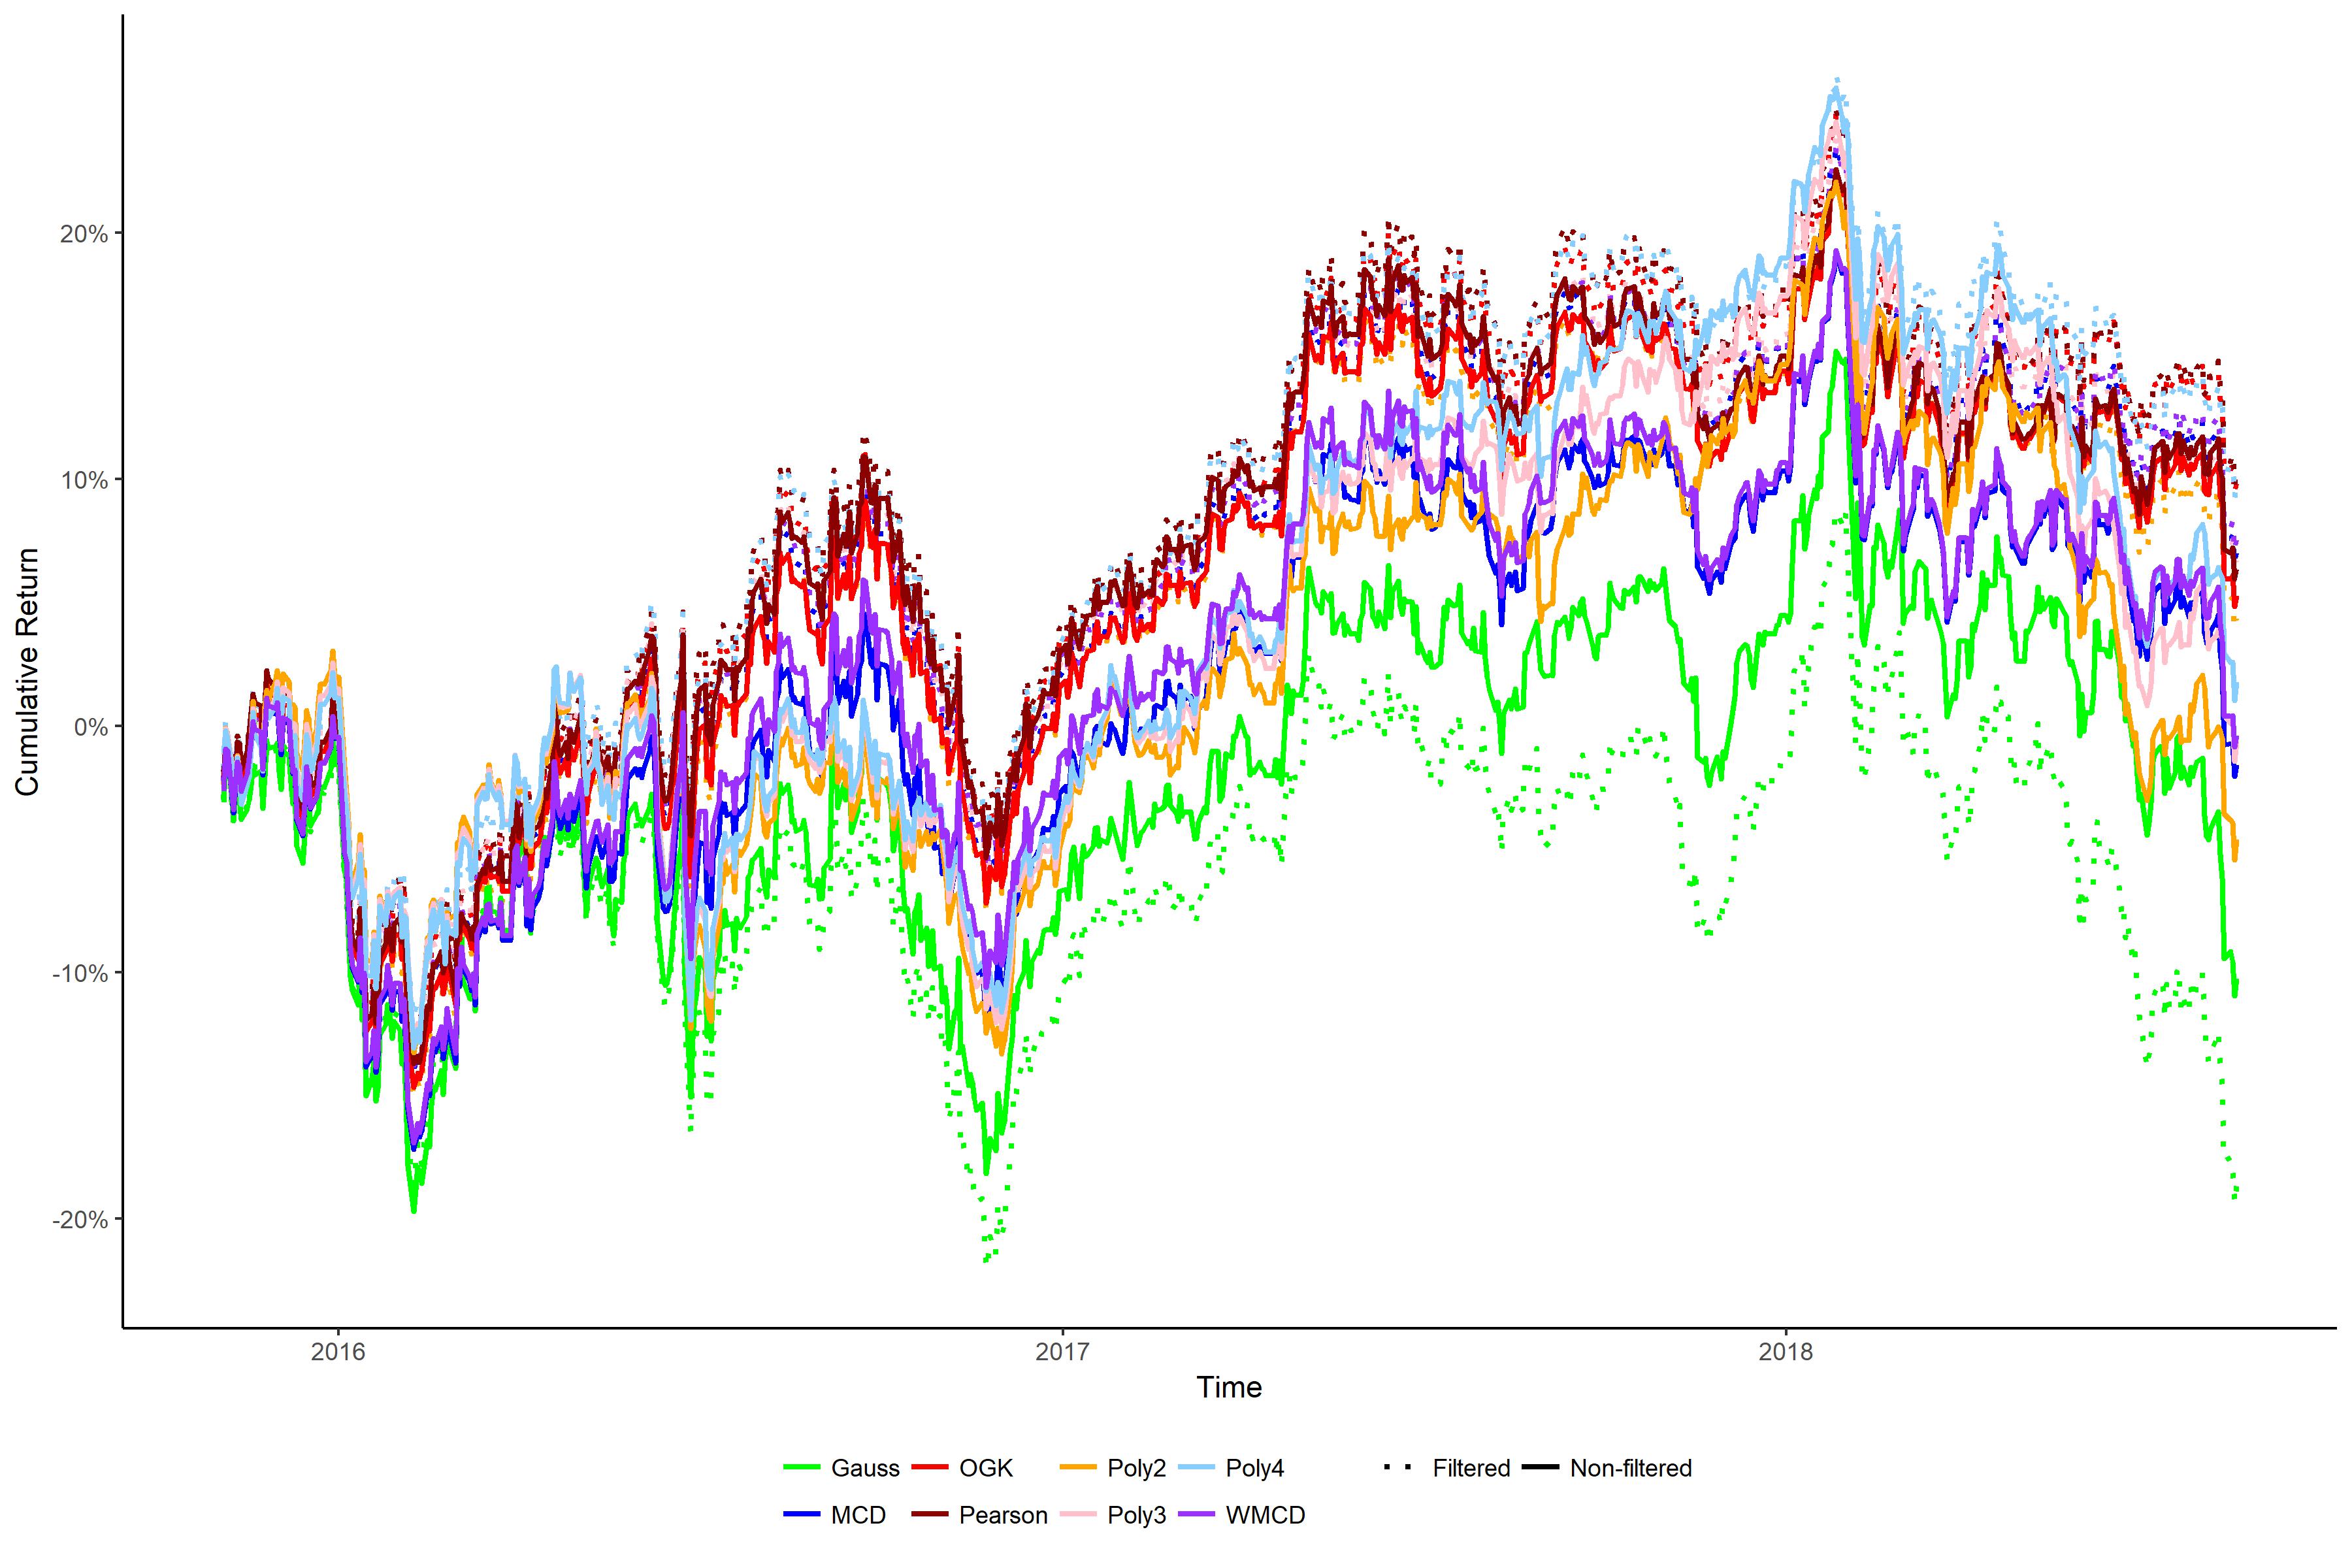 Cumulative Return
20%
10%
0%
-10%
-20%
2016 2017 2018
Time
Gauss OGK Poly2 Poly4 Filtered Non-filtered
MCD Pearson Poly3 WMCD